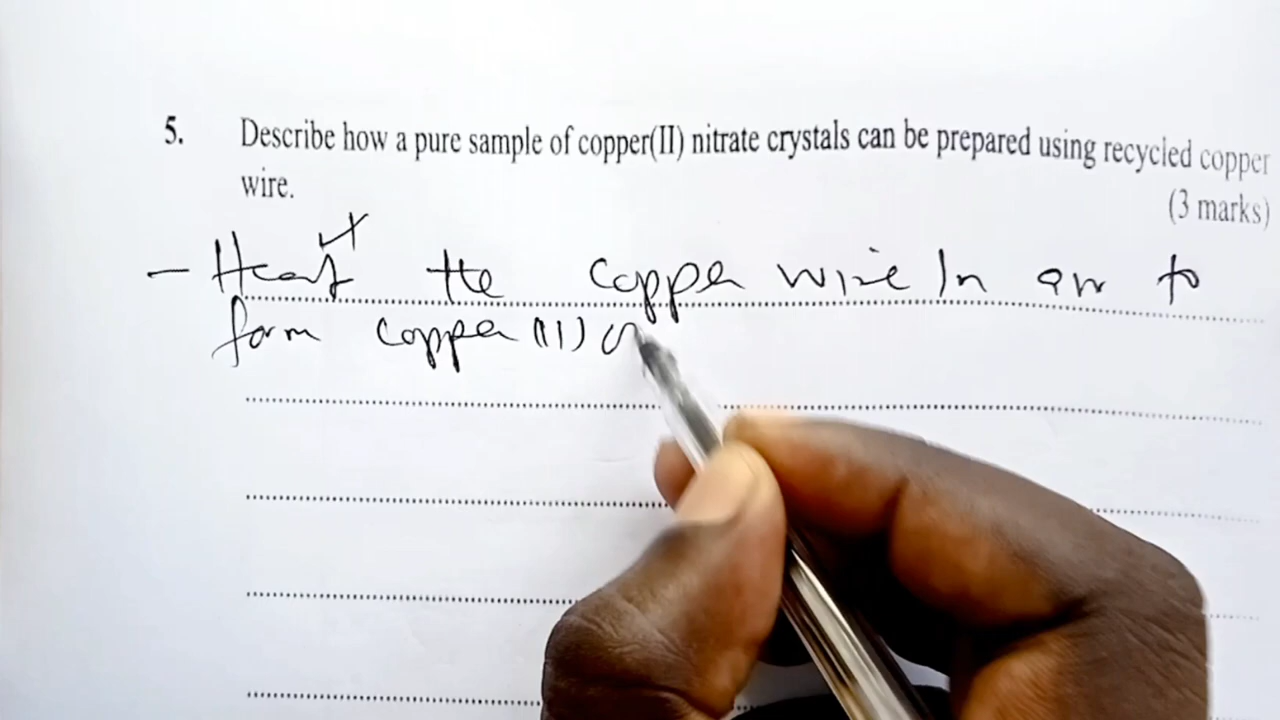 5. Describe how a pure sample of copper(II) nitrate crystals can be prepared using recycled copper
wire. (3 marks)
- Heat the copper wire in air to
form copper (II) o